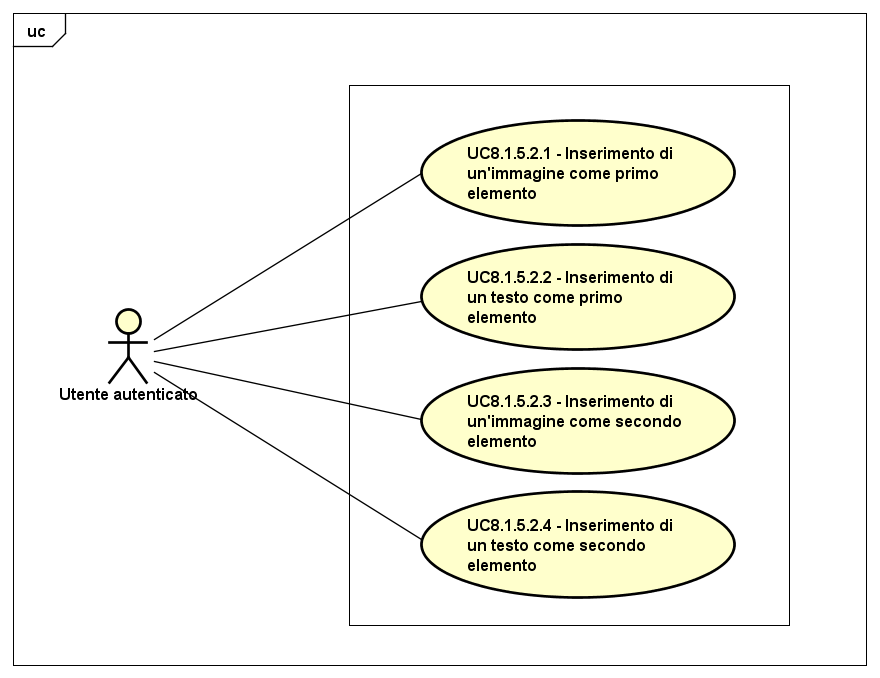 uc
UC8.1.5.2.1 - Inserimento di
un'immagine come primo
elemento
UC8.1.5.2.2 - Inserimento di
un testo come primo
elemento
Utente autenticato
UC8.1.5.2.3 - Inserimento di
un'immagine come secondo
elemento
UC8.1.5.2.4 - Inserimento di
un testo come secondo
elemento